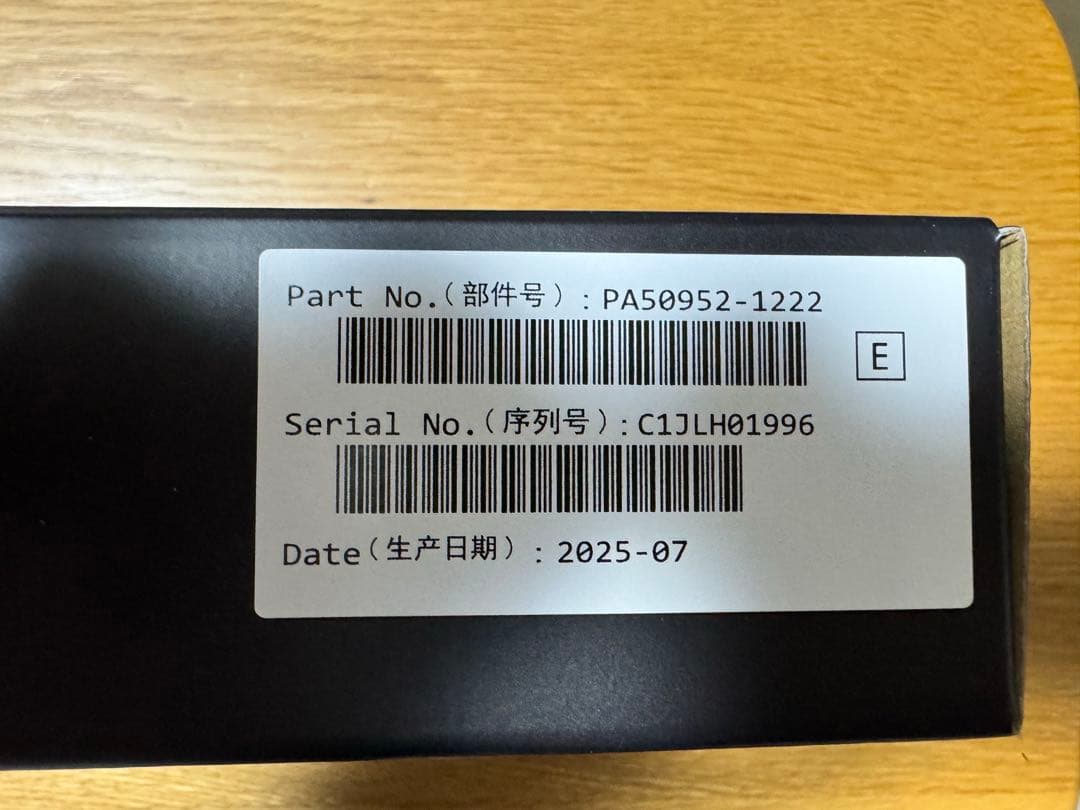 Part No.（部件号）: PA50952-1222
E
Serial No.（序列号）: C1JLH01996
Date（生产日期）: 2025-07